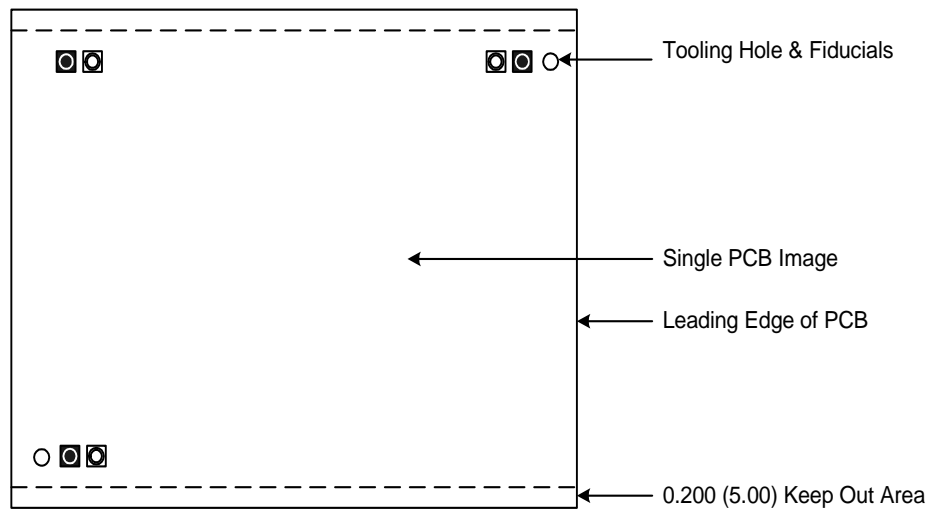 Tooling Hole & Fiducials
Single PCB Image
Leading Edge of PCB
0.200 (5.00) Keep Out Area